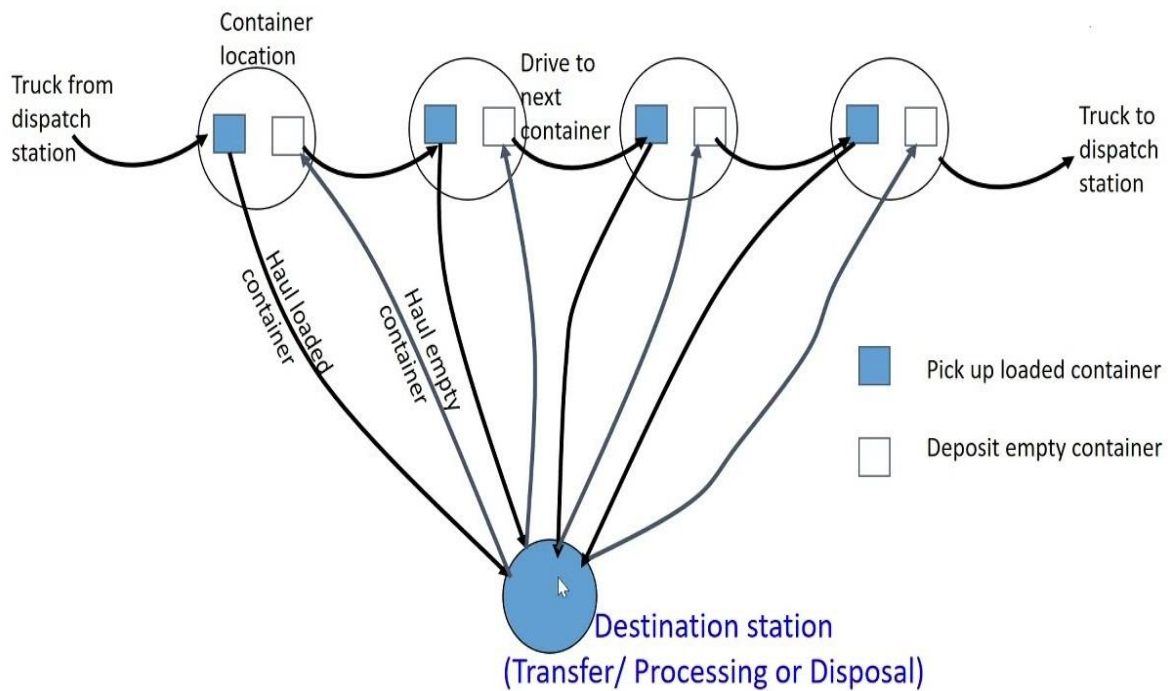 Container
location
Truck from
dispatch
station
Drive to
next
container
Truck to
dispatch
station
Haul loaded
container
Haul empty
container
Pick up loaded container
Deposit empty container
Destination station
(Transfer/ Processing or Disposal)